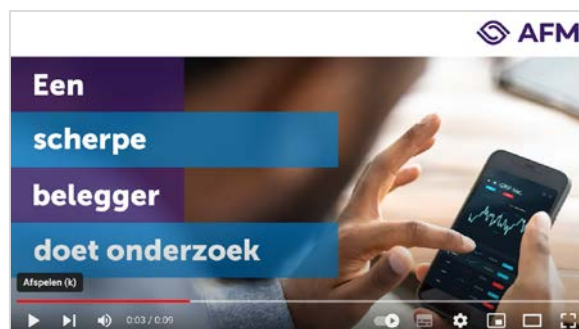 AFM
Een
scherpe
belegger
doet onderzoek
Afspelen (k)
0:03 / 0:09